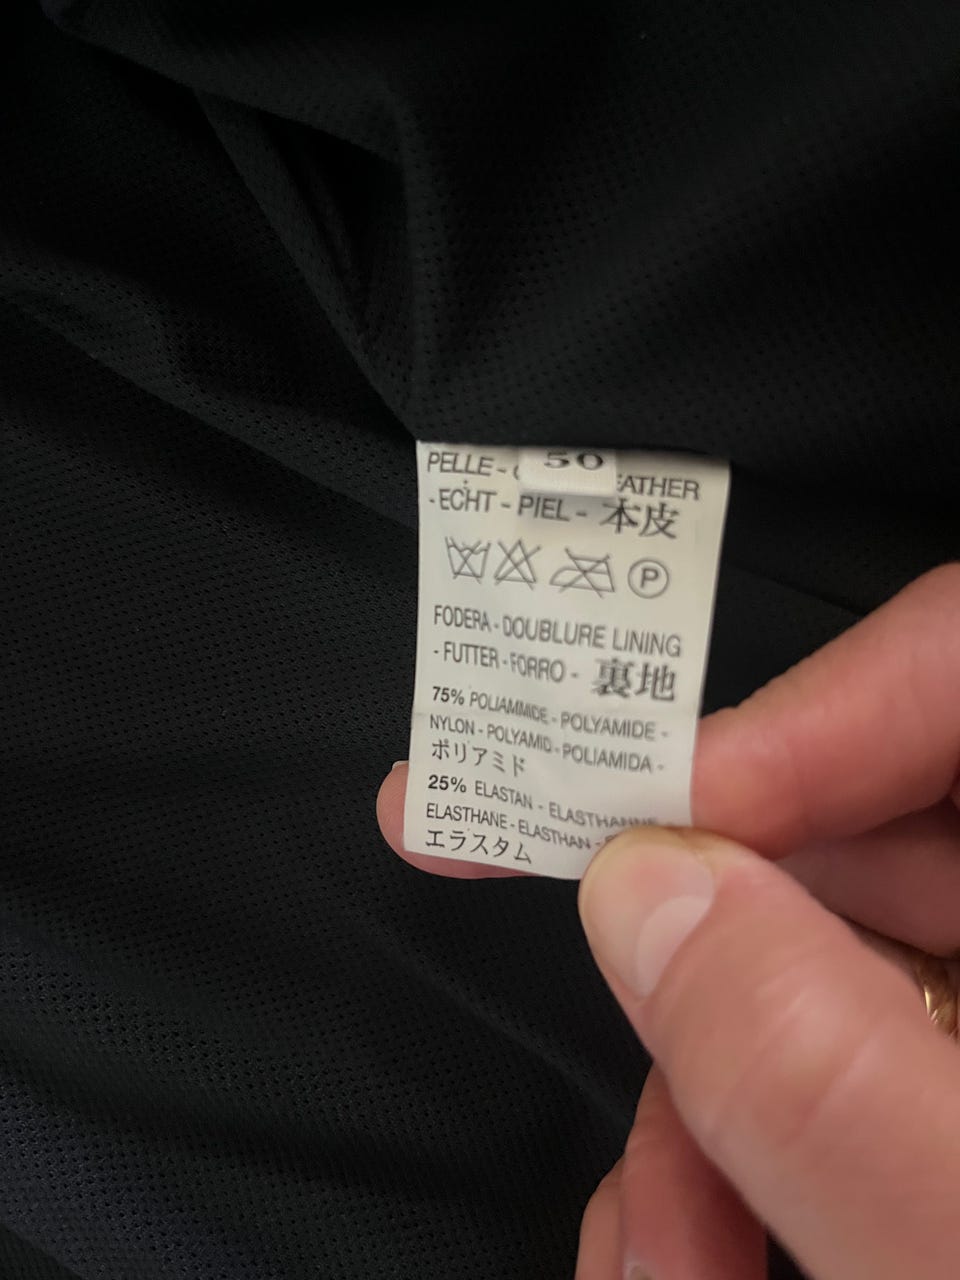 50
PELLE -
- ECHT - PIEL - 本皮
P
FODERA - DOUBLURE LINING
- FUTTER - FORRO - 裏地
75% POLIAMMIDE - POLYAMIDE -
NYLON - POLYAMID - POLIAMIDA -
ポリアミド
25% ELASTAN - ELASTHANNE -
ELASTHANE - ELASTHAN -
エラスタム